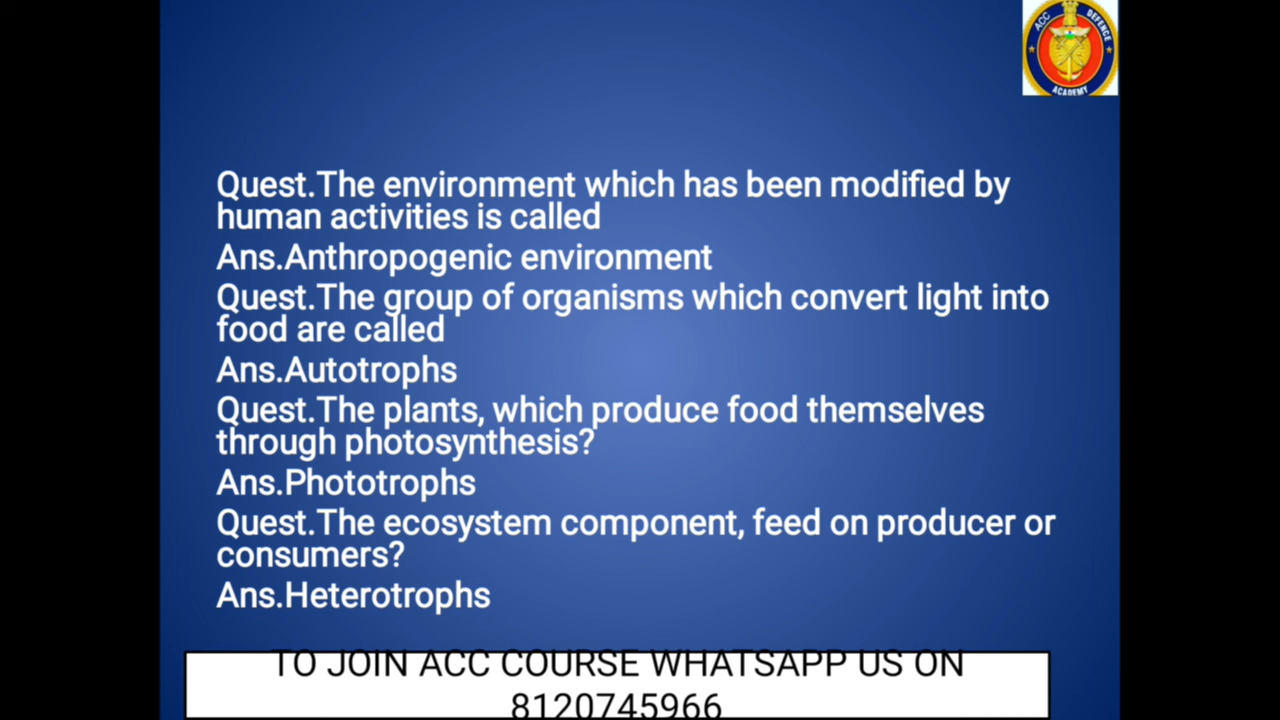 ACC DEFENCE
ACADEMY
Quest.The environment which has been modified by
human activities is called
Ans.Anthropogenic environment
Quest.The group of organisms which convert light into
food are called
Ans.Autotrophs
Quest.The plants, which produce food themselves
through photosynthesis?
Ans.Phototrophs
Quest.The ecosystem component, feed on producer or
consumers?
Ans.Heterotrophs
TO JOIN ACC COURSE WHATSAPP US ON
8120745966